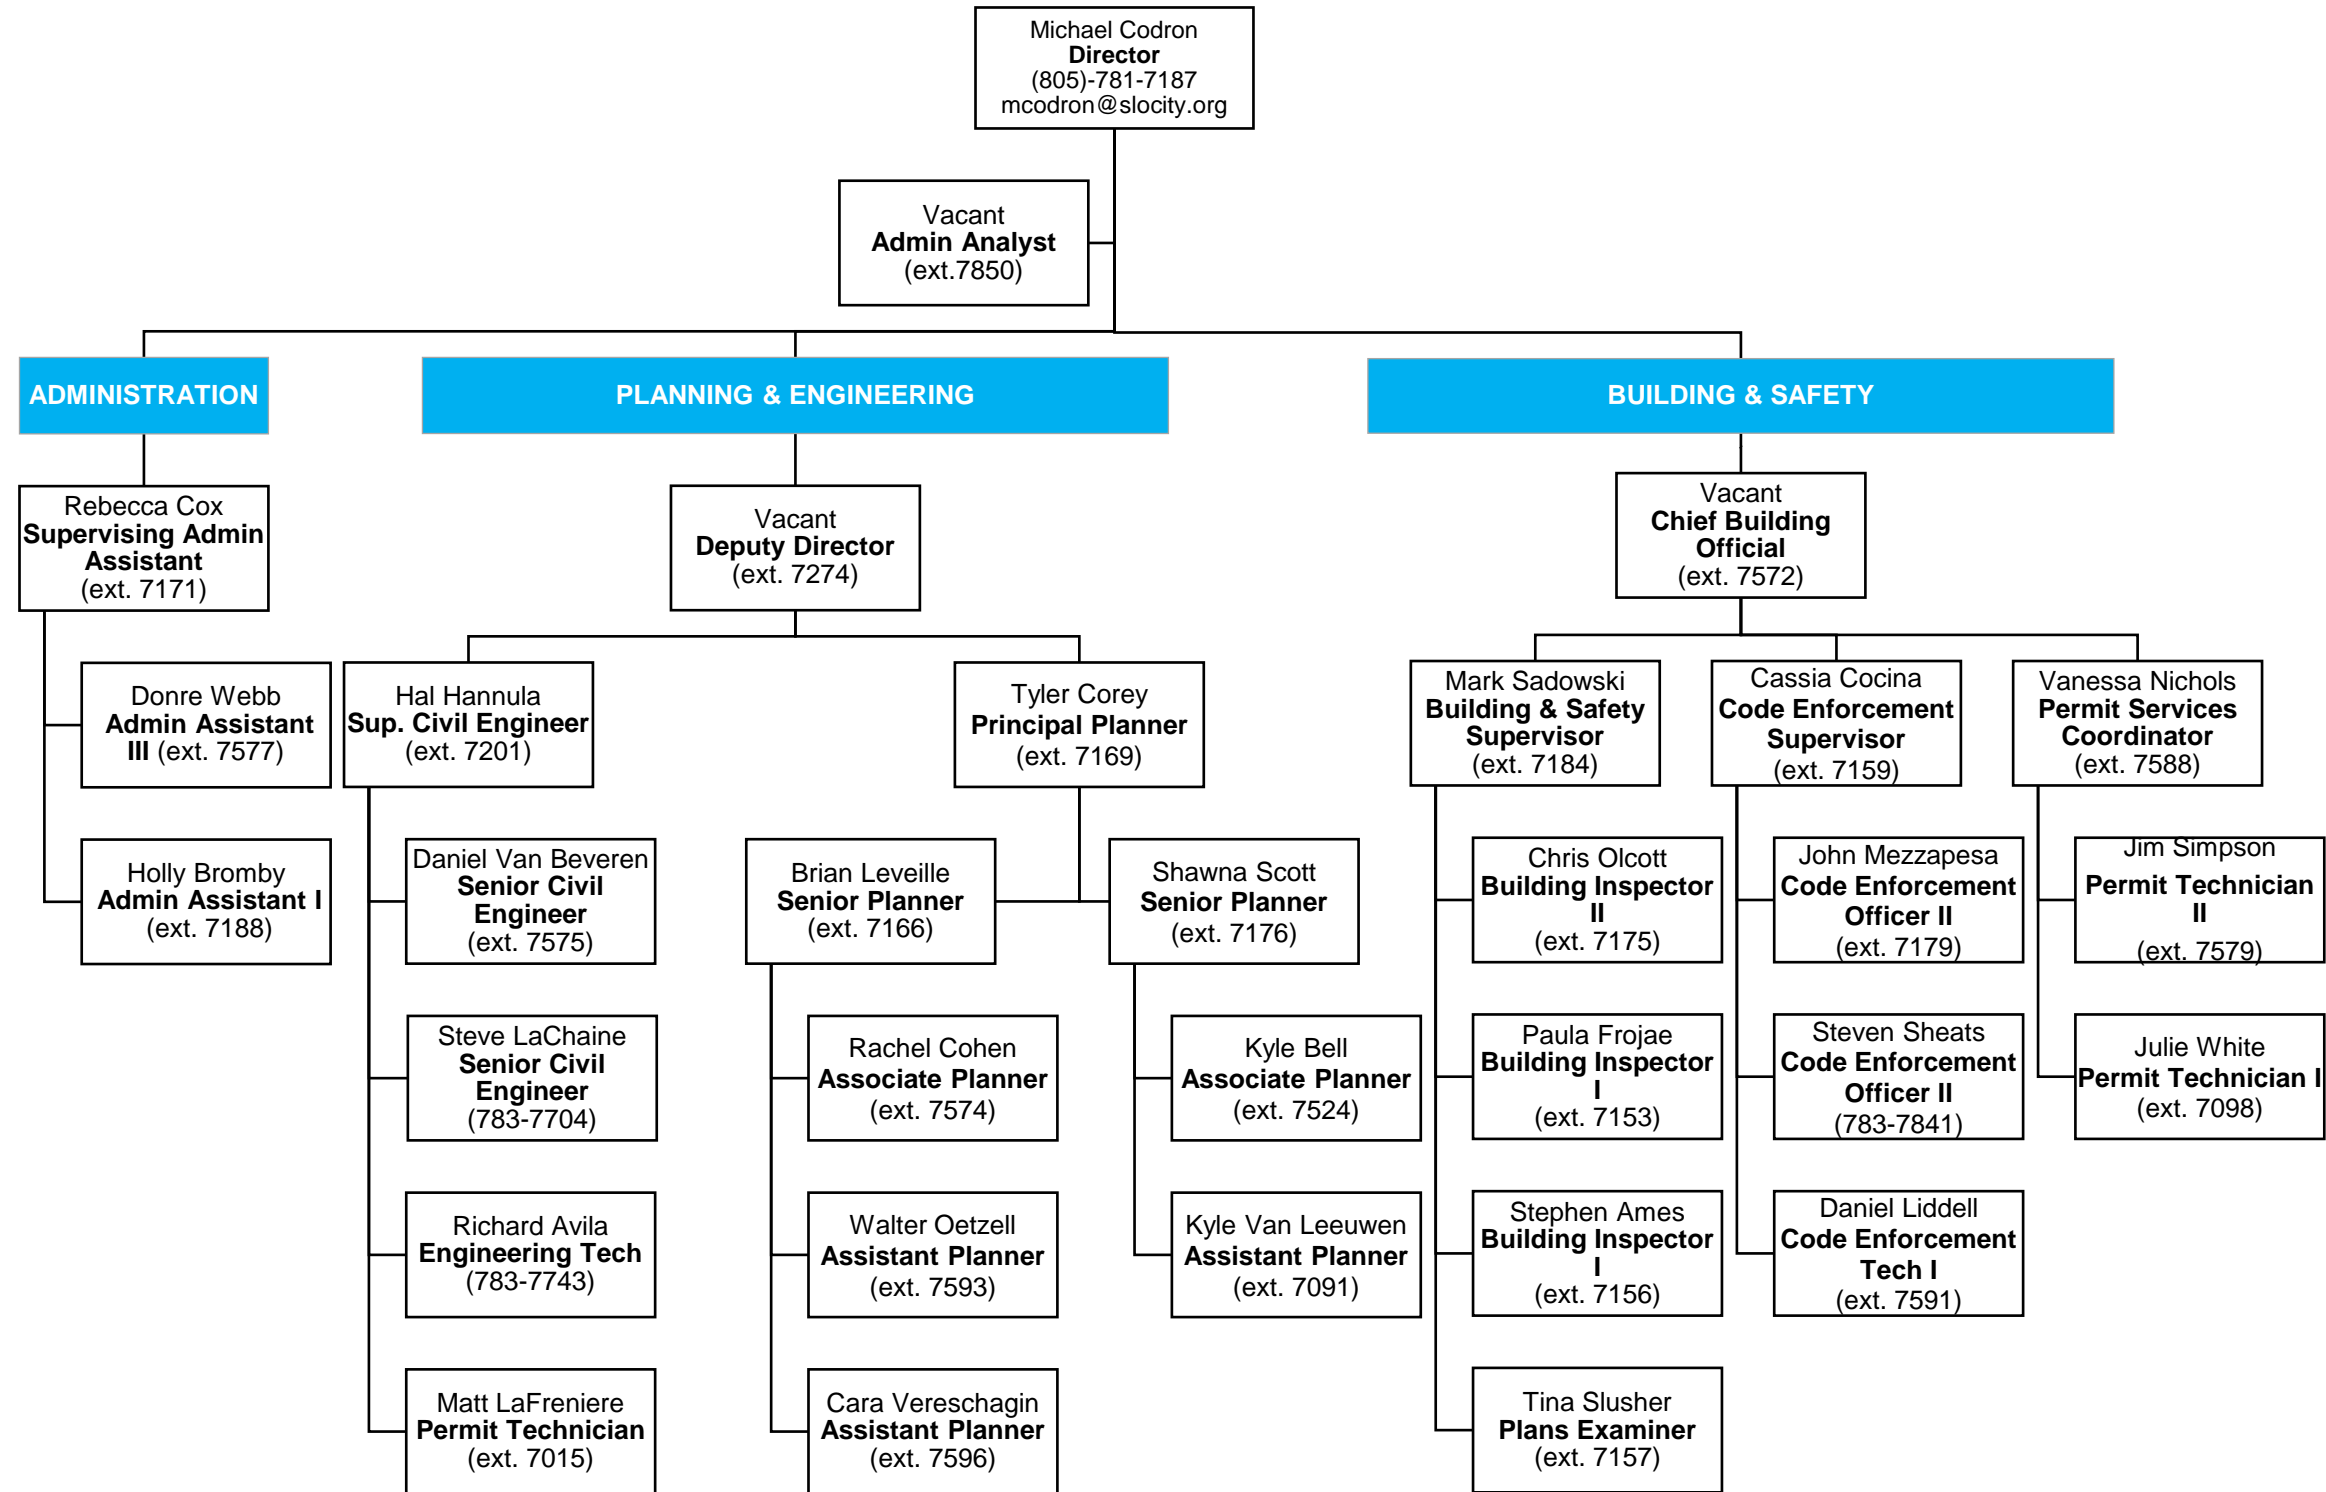 Michael Codron
Director
(805)-781-7187
mcodron@slocity.org
Vacant
Admin Analyst
(ext.7850)
ADMINISTRATION
PLANNING & ENGINEERING
BUILDING & SAFETY
Rebecca Cox
Supervising Admin
Assistant
(ext. 7171)
Vacant
Deputy Director
(ext. 7274)
Vacant
Chief Building
Official
(ext. 7572)
Donre Webb
Admin Assistant
III (ext. 7577)
Hal Hannula
Sup. Civil Engineer
(ext. 7201)
Tyler Corey
Principal Planner
(ext. 7169)
Mark Sadowski
Building & Safety
Supervisor
(ext. 7184)
Cassia Cocina
Code Enforcement
Supervisor
(ext. 7159)
Vanessa Nichols
Permit Services
Coordinator
(ext. 7588)
Holly Bromby
Admin Assistant I
(ext. 7188)
Daniel Van Beveren
Senior Civil
Engineer
(ext. 7575)
Brian Leveille
Senior Planner
(ext. 7166)
Shawna Scott
Senior Planner
(ext. 7176)
Chris Olcott
Building Inspector
II
(ext. 7175)
John Mezzapesa
Code Enforcement
Officer II
(ext. 7179)
Jim Simpson
Permit Technician
II
(ext. 7579)
Steve LaChaine
Senior Civil
Engineer
(783-7704)
Rachel Cohen
Associate Planner
(ext. 7574)
Kyle Bell
Associate Planner
(ext. 7524)
Paula Frojae
Building Inspector
I
(ext. 7153)
Steven Sheats
Code Enforcement
Officer II
(783-7841)
Julie White
Permit Technician I
(ext. 7098)
Richard Avila
Engineering Tech
(783-7743)
Walter Oetzell
Assistant Planner
(ext. 7593)
Kyle Van Leeuwen
Assistant Planner
(ext. 7091)
Stephen Ames
Building Inspector
I
(ext. 7156)
Daniel Liddell
Code Enforcement
Tech I
(ext. 7591)
Matt LaFreniere
Permit Technician
(ext. 7015)
Cara Vereschagin
Assistant Planner
(ext. 7596)
Tina Slusher
Plans Examiner
(ext. 7157)